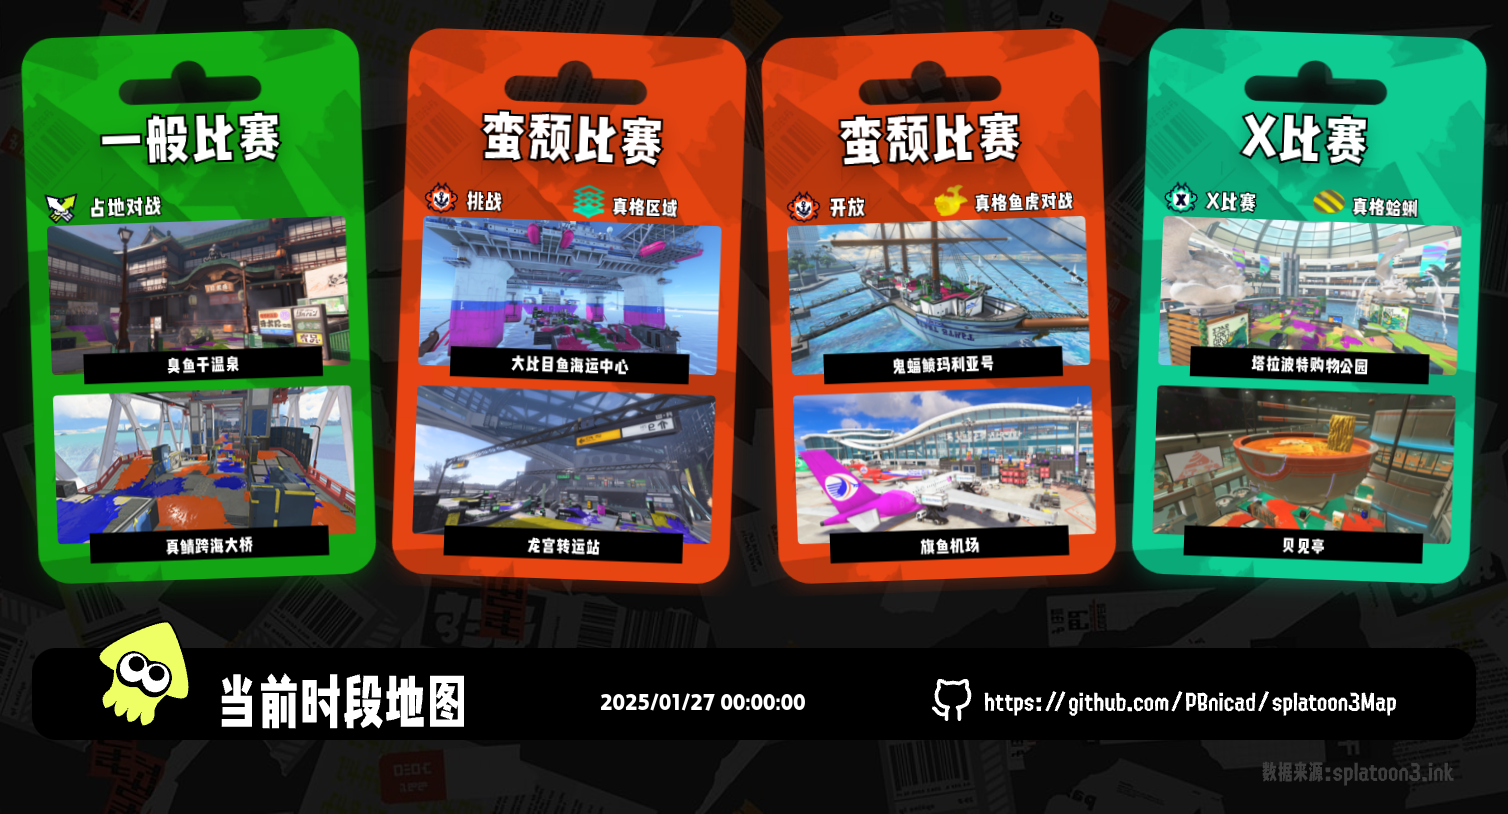 一般比赛
占地对战
臭鱼干温泉
真鲭跨海大桥
蛮颓比赛
挑战
真格区域
大比目鱼海运中心
龙宫转运站
蛮颓比赛
开放
真格鱼虎对战
鬼蝠鲼玛利亚号
旗鱼机场
X比赛
X比赛
真格蛤蜊
塔拉波特购物公园
贝见亭
当前时段地图
2025/01/27 00:00:00
https://github.com/PBnicad/splatoon3Map
数据来源:splatoon3.ink